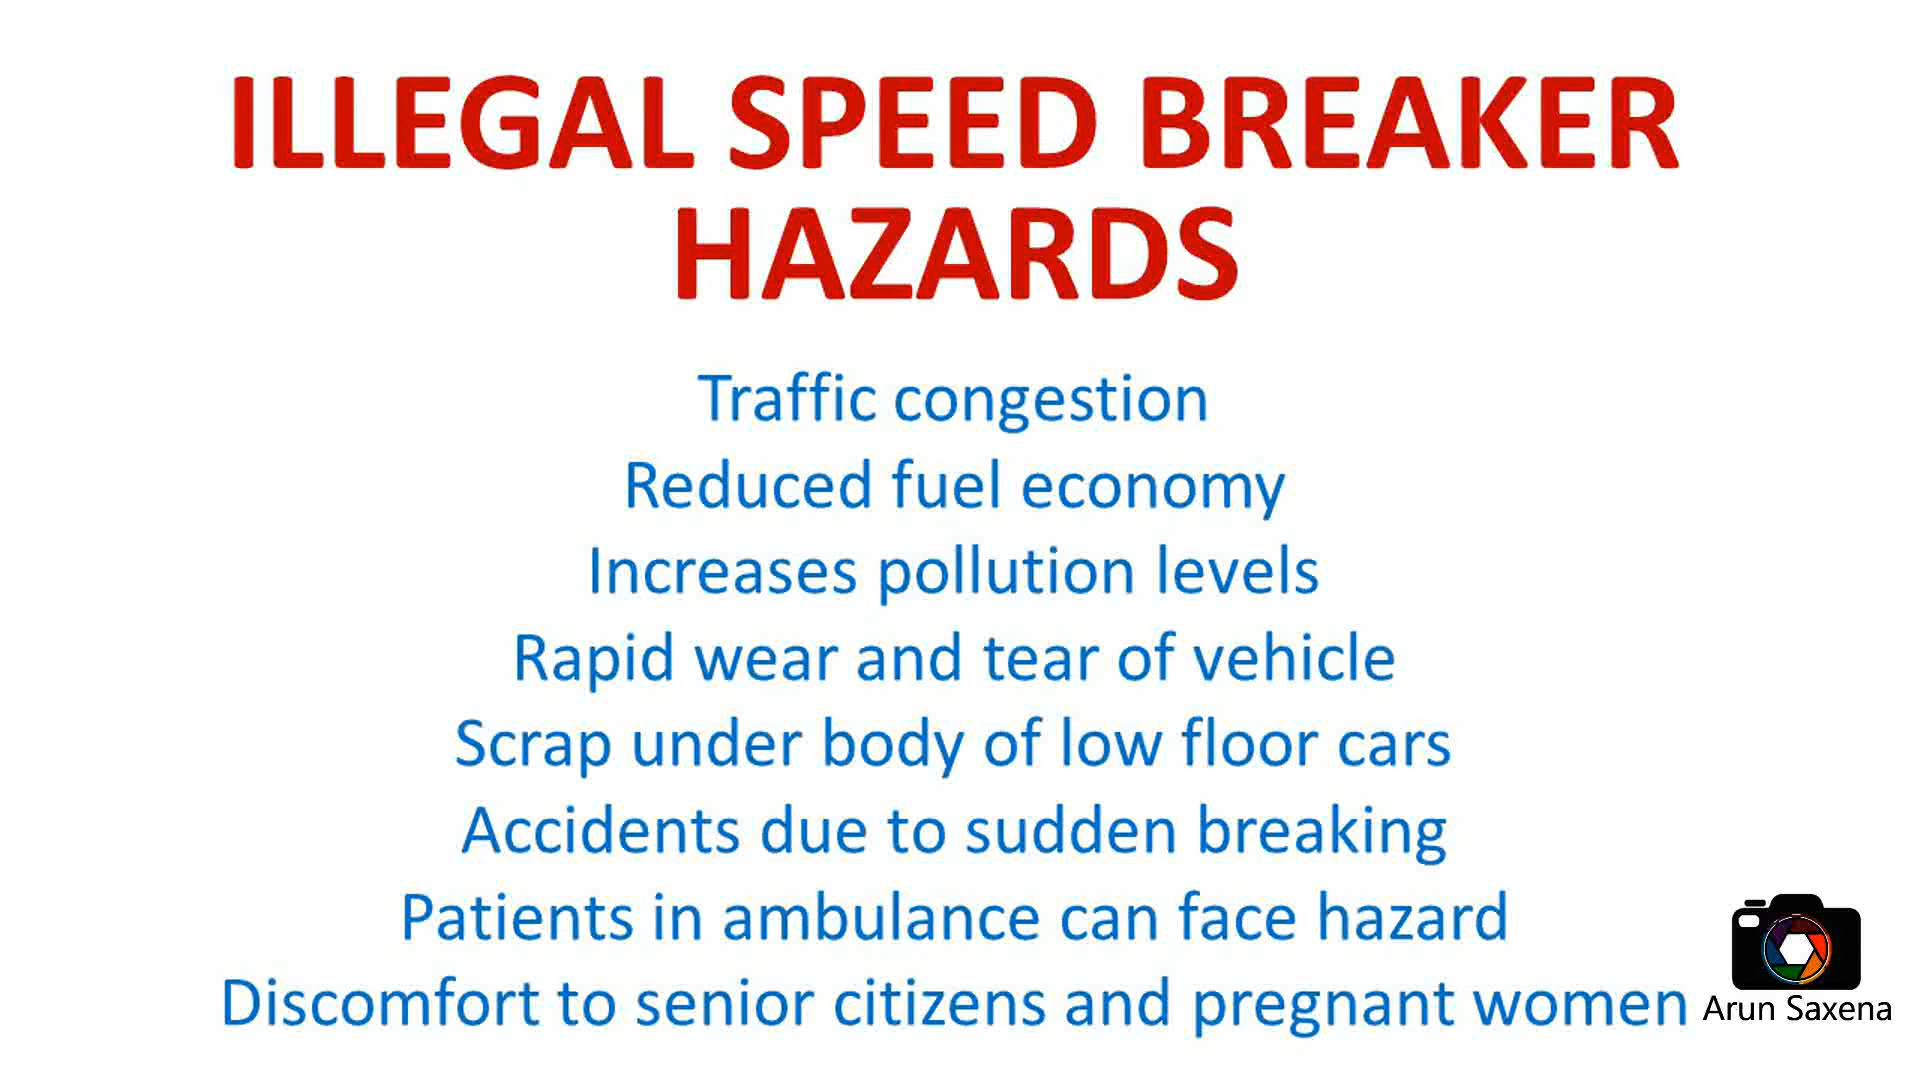 ILLEGAL SPEED BREAKER
HAZARDS
Traffic congestion
Reduced fuel economy
Increases pollution levels
Rapid wear and tear of vehicle
Scrap under body of low floor cars
Accidents due to sudden breaking
Patients in ambulance can face hazard
Discomfort to senior citizens and pregnant women
Arun Saxena